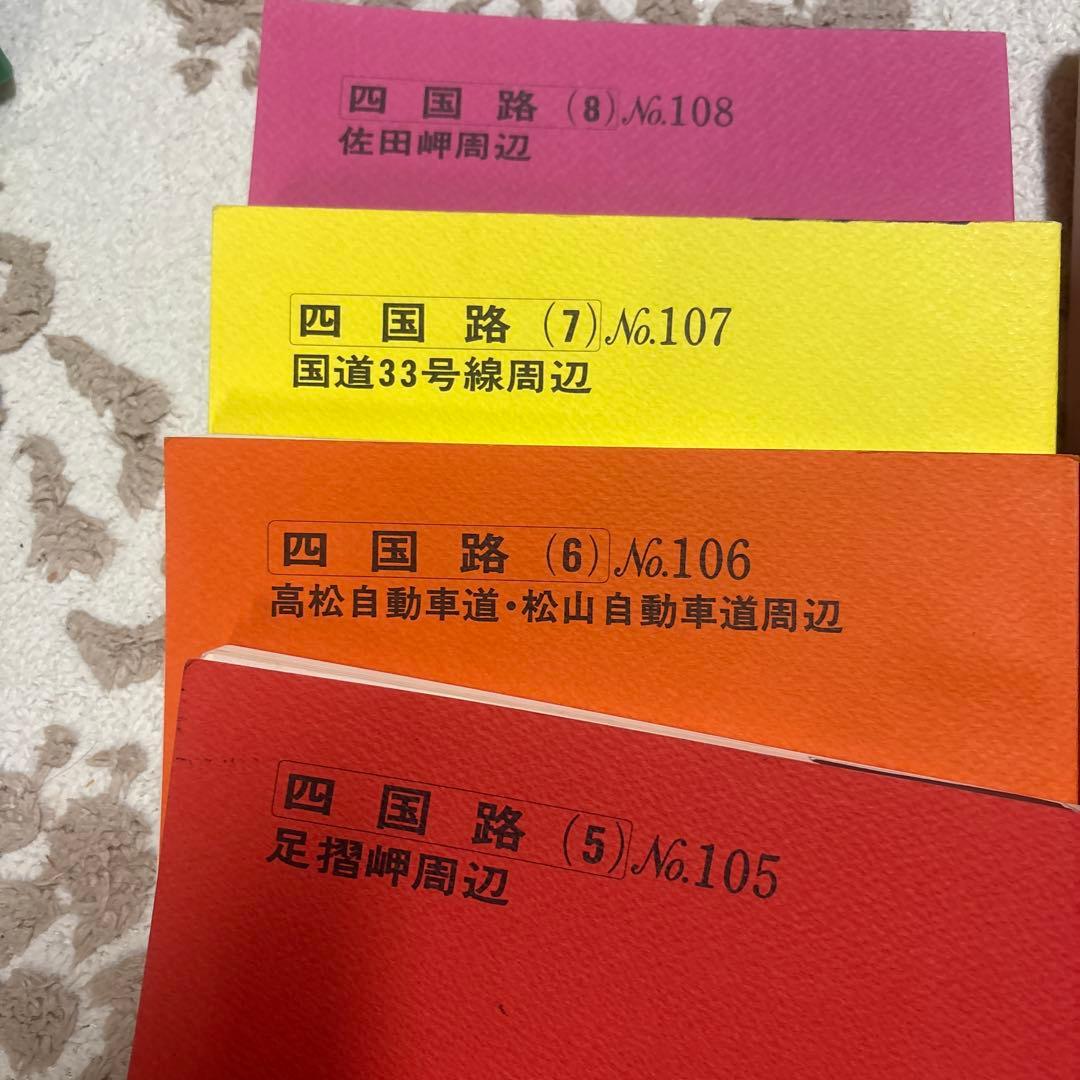 四国路(8)No.108
佐田岬周辺
四国路(7)No.107
国道33号線周辺
四国路(6)No.106
高松自動車道・松山自動車道周辺
四国路(5)No.105
足摺岬周辺